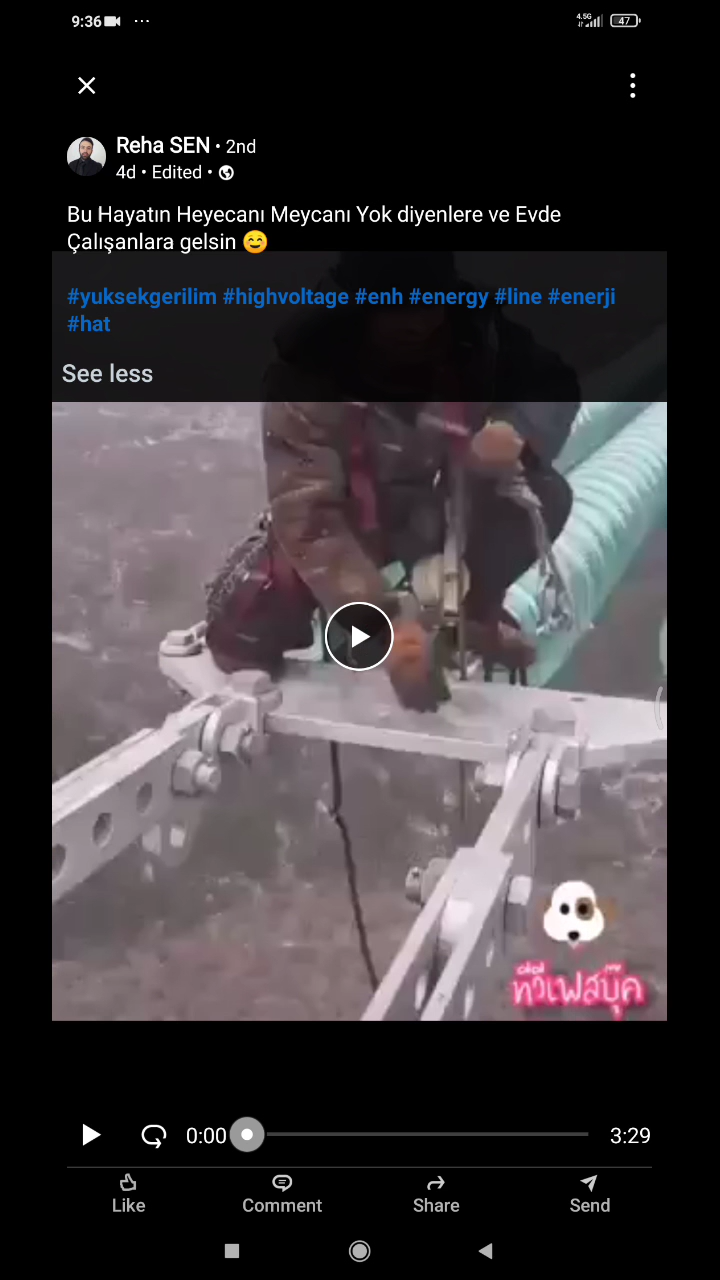 9:36
4.5G
47
Reha SEN • 2nd
4d • Edited •
Bu Hayatın Heyecanı Meycanı Yok diyenlere ve Evde
Çalışanlara gelsin 😊
#yuksekgerilim #highvoltage #enh #energy #line #enerji
#hat
See less
ทีวีเฟสบุ๊ค
0:00
3:29
Like
Comment
Share
Send